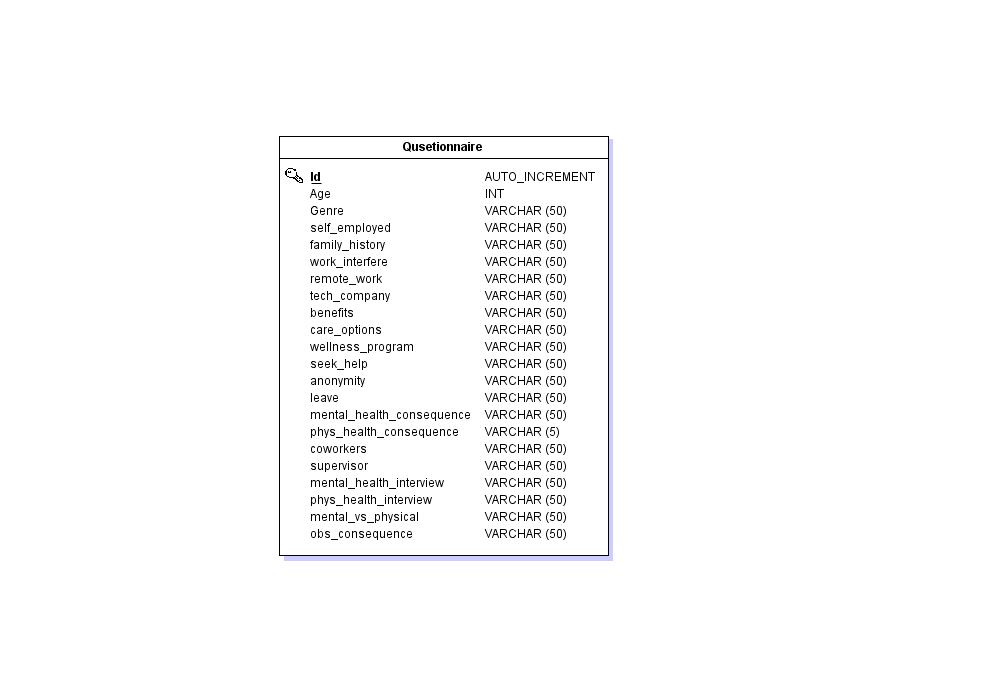 Qusetionnaire
Id AUTO_INCREMENT
Age INT
Genre VARCHAR (50)
self_employed VARCHAR (50)
family_history VARCHAR (50)
work_interfere VARCHAR (50)
remote_work VARCHAR (50)
tech_company VARCHAR (50)
benefits VARCHAR (50)
care_options VARCHAR (50)
wellness_program VARCHAR (50)
seek_help VARCHAR (50)
anonymity VARCHAR (50)
leave VARCHAR (50)
mental_health_consequence VARCHAR (50)
phys_health_consequence VARCHAR (5)
coworkers VARCHAR (50)
supervisor VARCHAR (50)
mental_health_interview VARCHAR (50)
phys_health_interview VARCHAR (50)
mental_vs_physical VARCHAR (50)
obs_consequence VARCHAR (50)